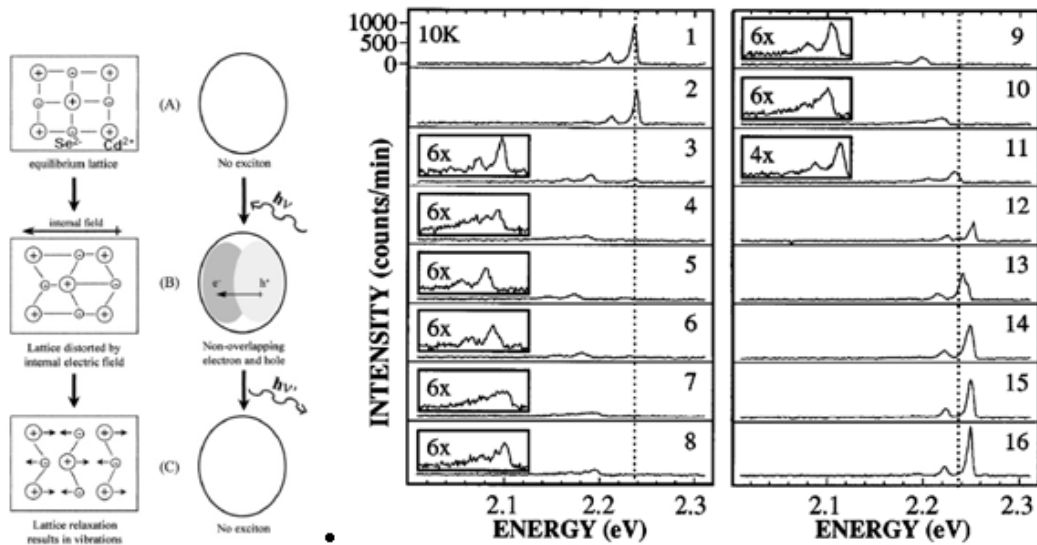 Se2- Cd2+
equilibrium lattice
(A)
No exciton
internal field
hν
(B)
e- h+
Lattice distorted by
internal electric field
Non-overlapping
electron and hole
hν'
(C)
Lattice relaxation
results in vibrations
No exciton
INTENSITY (counts/min)
1000
500
0
10K
1
2
6x
3
6x
4
6x
5
6x
6
6x
7
6x
8
2.1 2.2 2.3
ENERGY (eV)
6x
9
6x
10
4x
11
12
13
14
15
16
2.1 2.2 2.3
ENERGY (eV)